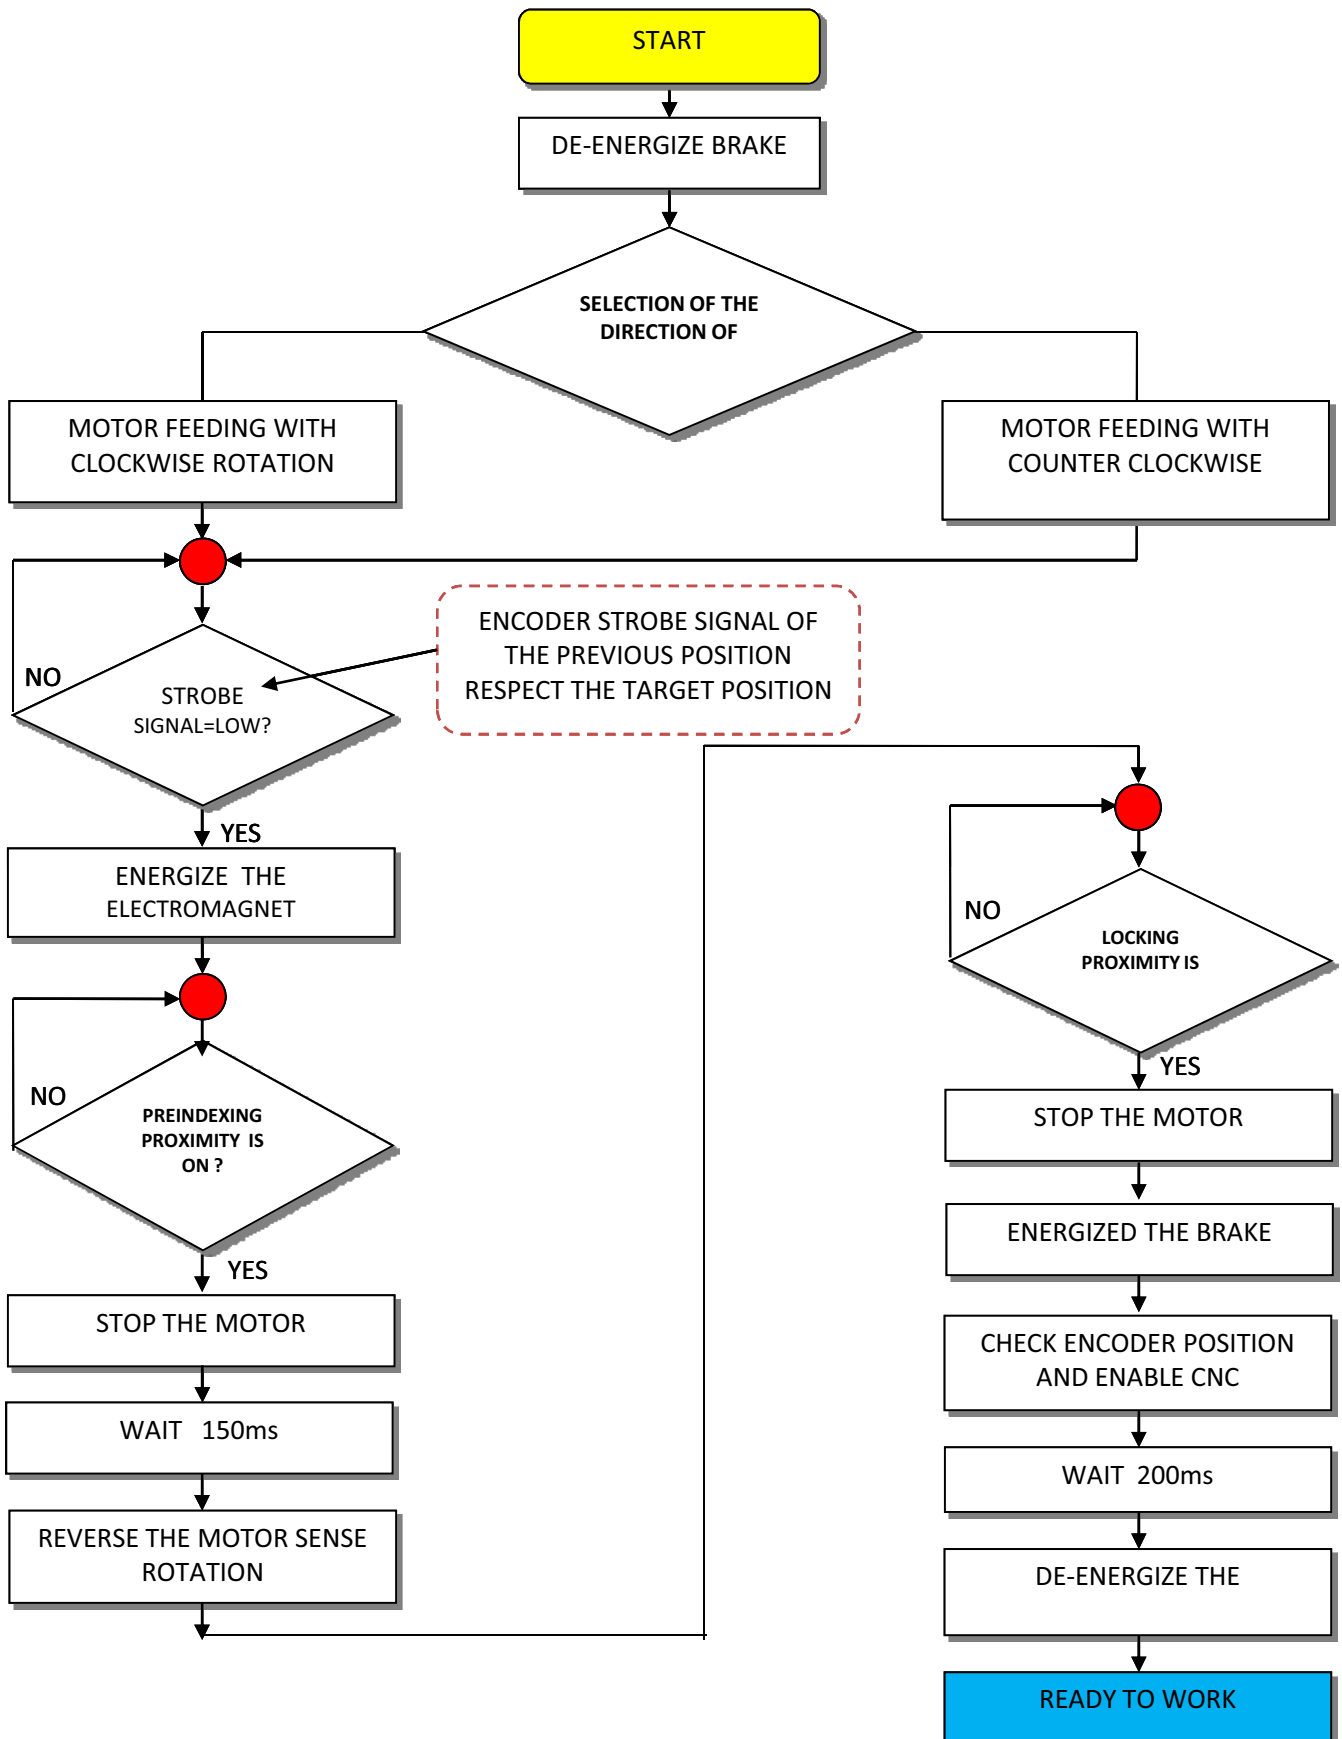 START
DE-ENERGIZE BRAKE
SELECTION OF THE
DIRECTION OF
MOTOR FEEDING WITH
CLOCKWISE ROTATION
MOTOR FEEDING WITH
COUNTER CLOCKWISE
ENCODER STROBE SIGNAL OF
THE PREVIOUS POSITION
RESPECT THE TARGET POSITION
NO
STROBE
SIGNAL=LOW?
YES
ENERGIZE THE
ELECTROMAGNET
NO
PREINDEXING
PROXIMITY IS
ON ?
YES
STOP THE MOTOR
WAIT 150ms
REVERSE THE MOTOR SENSE
ROTATION
NO
LOCKING
PROXIMITY IS
YES
STOP THE MOTOR
ENERGIZED THE BRAKE
CHECK ENCODER POSITION
AND ENABLE CNC
WAIT 200ms
DE-ENERGIZE THE
READY TO WORK